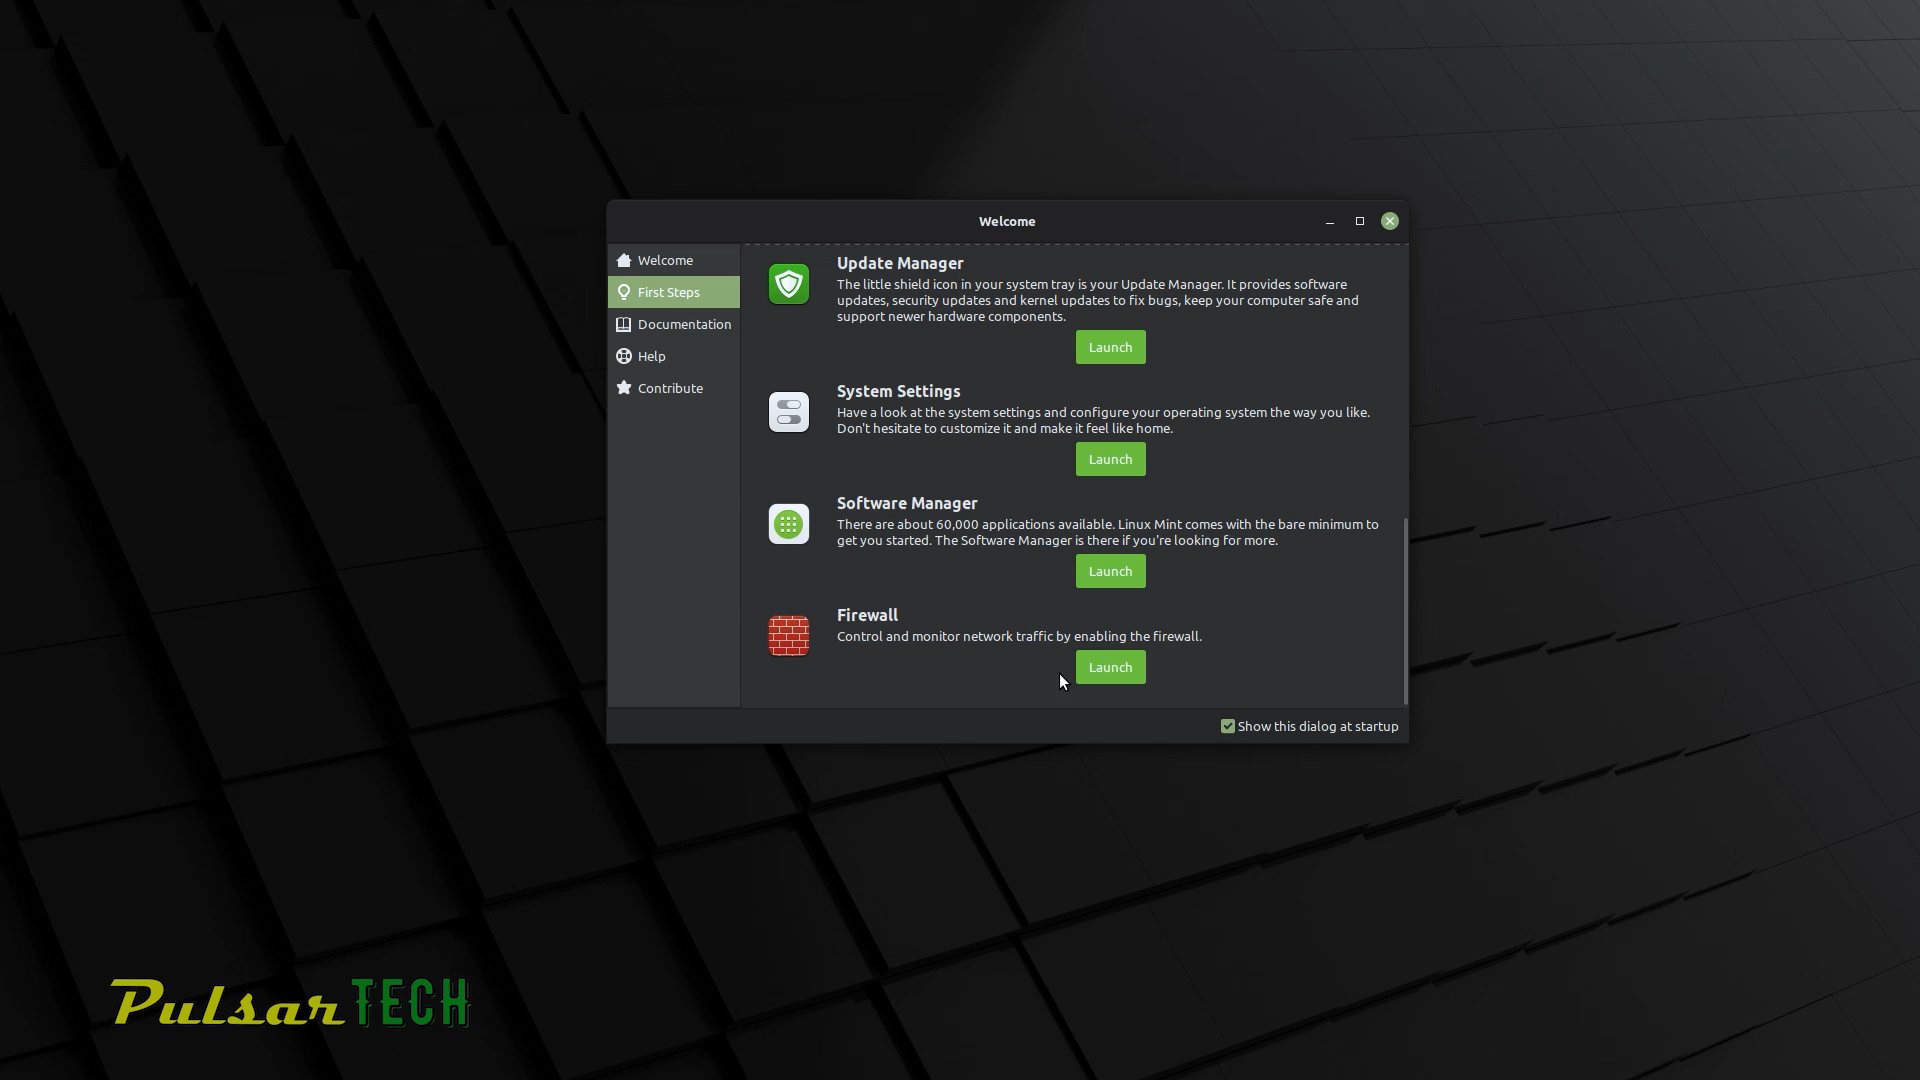 Welcome
Welcome
First Steps
Documentation
Help
Contribute
Update Manager
The little shield icon in your system tray is your Update Manager. It provides software
updates, security updates and kernel updates to fix bugs, keep your computer safe and
support newer hardware components.
Launch
System Settings
Have a look at the system settings and configure your operating system the way you like.
Don't hesitate to customize it and make it feel like home.
Launch
Software Manager
There are about 60,000 applications available. Linux Mint comes with the bare minimum to
get you started. The Software Manager is there if you're looking for more.
Launch
Firewall
Control and monitor network traffic by enabling the firewall.
Launch
Show this dialog at startup
Pulsar TECH